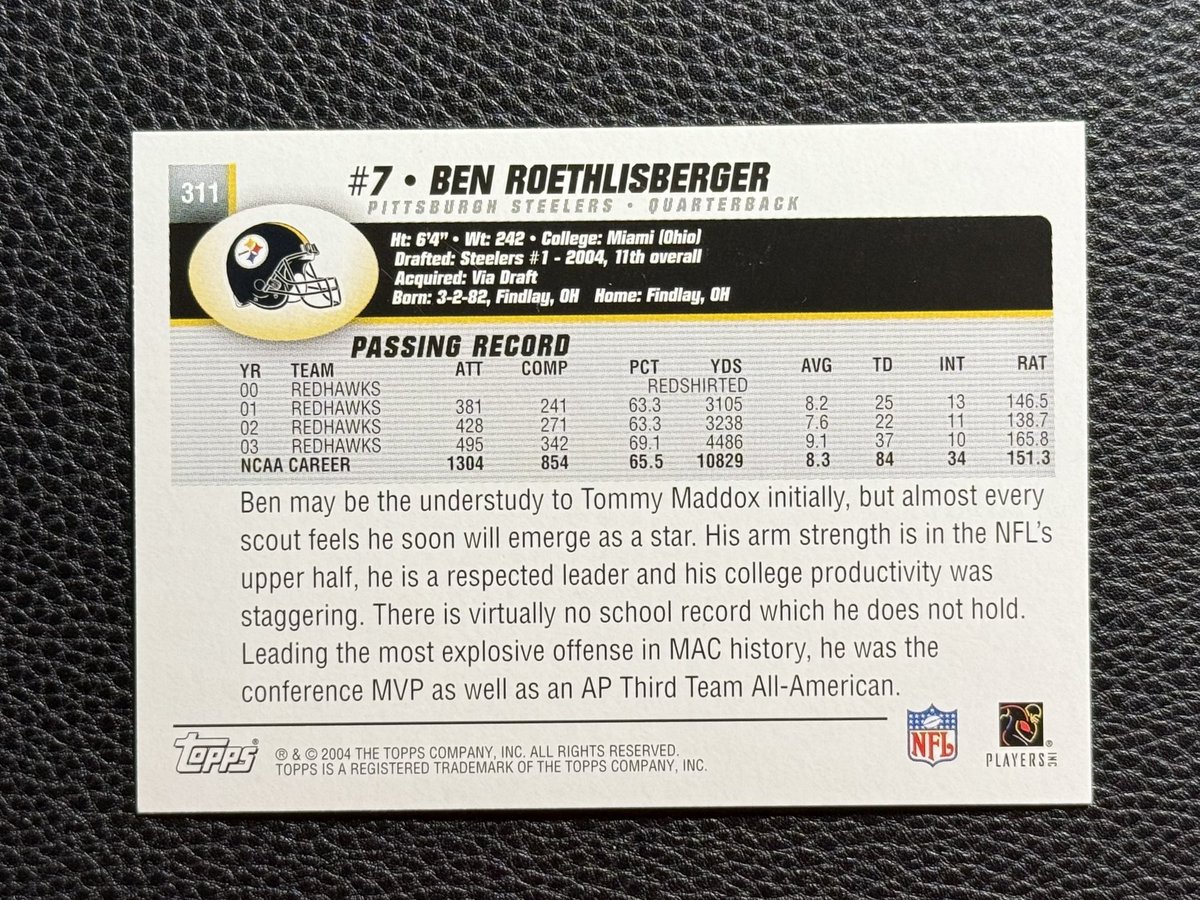 311
#7 • BEN ROETHLISBERGER
PITTSBURGH STEELERS • QUARTERBACK
Ht: 6'4" • Wt: 242 • College: Miami (Ohio)
Drafted: Steelers #1 - 2004, 11th overall
Acquired: Via Draft
Born: 3-2-82, Findlay, OH Home: Findlay, OH
PASSING RECORD
YR TEAM ATT COMP PCT YDS AVG TD INT RAT
00 REDHAWKS REDSHIRTED
01 REDHAWKS 381 241 63.3 3105 8.2 25 13 146.5
02 REDHAWKS 428 271 63.3 3238 7.6 22 11 138.7
03 REDHAWKS 495 342 69.1 4486 9.1 37 10 165.8
NCAA CAREER 1304 854 65.5 10829 8.3 84 34 151.3
Ben may be the understudy to Tommy Maddox initially, but almost every
scout feels he soon will emerge as a star. His arm strength is in the NFL's
upper half, he is a respected leader and his college productivity was
staggering. There is virtually no school record which he does not hold.
Leading the most explosive offense in MAC history, he was the
conference MVP as well as an AP Third Team All-American.
topps®
® & © 2004 THE TOPPS COMPANY, INC. ALL RIGHTS RESERVED.
TOPPS IS A REGISTERED TRADEMARK OF THE TOPPS COMPANY, INC.
NFL
PLAYERS INC ®